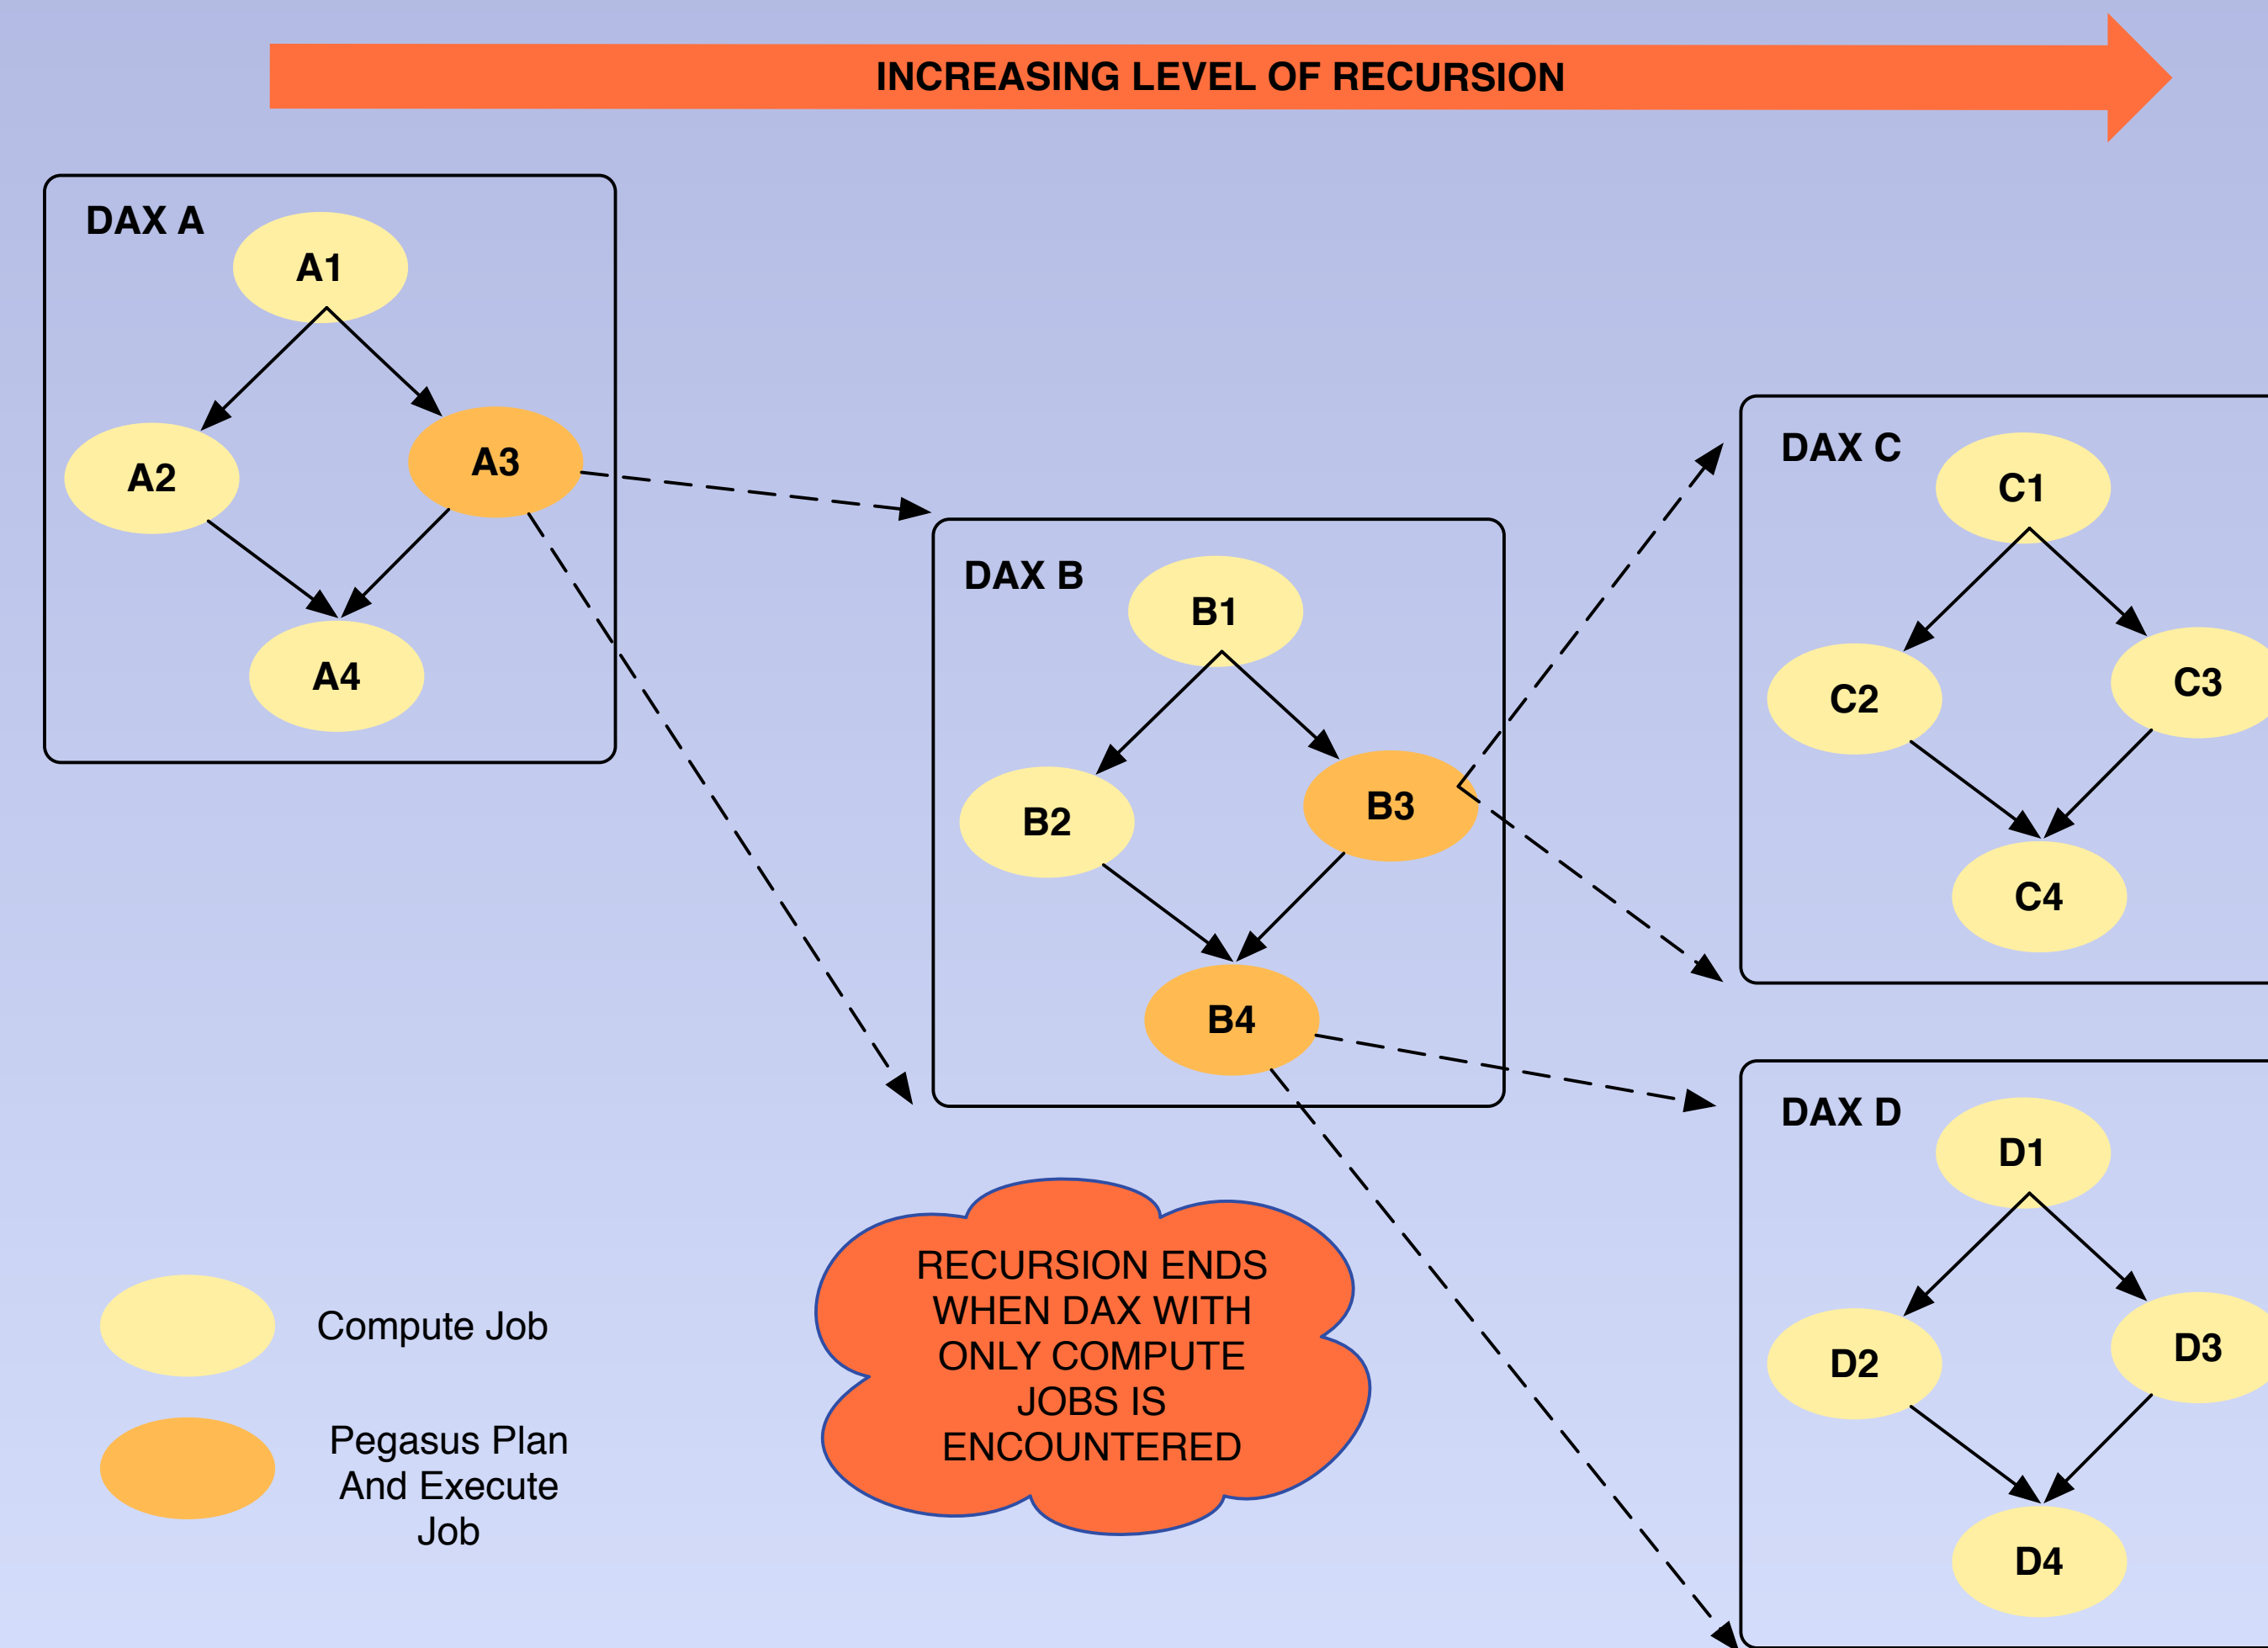 INCREASING LEVEL OF RECURSION
DAX A
A1
A2
A3
A4
DAX B
B1
B2
B3
B4
DAX C
C1
C2
C3
C4
DAX D
D1
D2
D3
D4
RECURSION ENDS
WHEN DAX WITH
ONLY COMPUTE
JOBS IS
ENCOUNTERED
Compute Job
Pegasus Plan
And Execute
Job